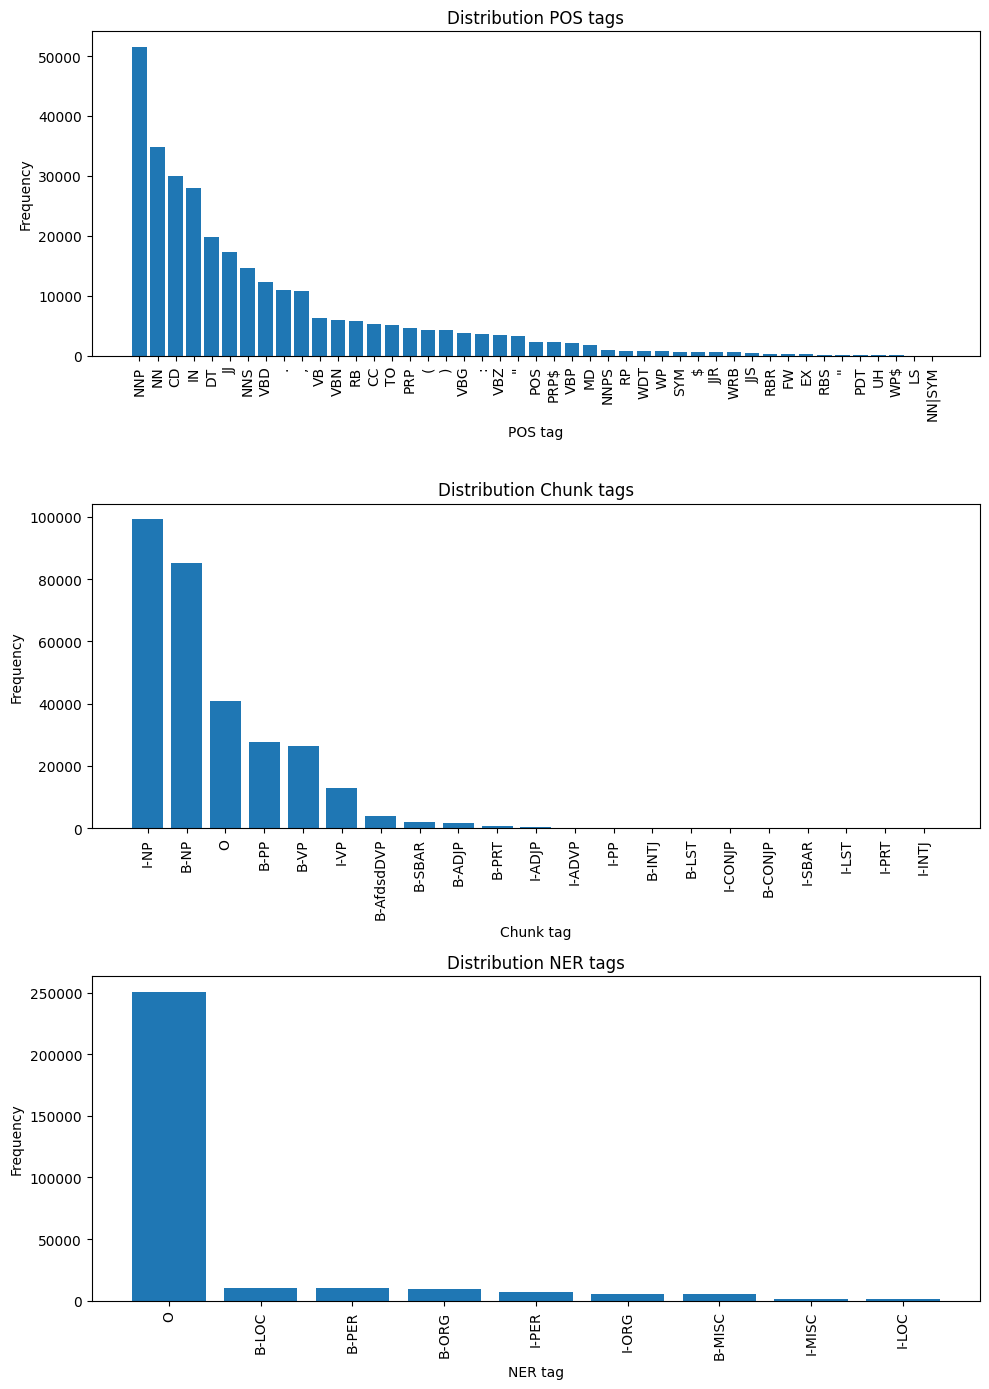 Distribution POS tags
50000
40000
30000
20000
10000
0
Frequency
NNP NN CD IN DT JJ NNS VBD . , VB VBN RB CC TO PRP ( ) VBG : VBZ " POS PRP$ VBP MD NNPS RP WDT WP SYM $ JJR WRB JJS RBR FW EX RBS " PDT UH WP$ LS NN|SYM
POS tag
Distribution Chunk tags
100000
80000
60000
40000
20000
0
Frequency
I-NP B-NP O B-PP B-VP I-VP B-AfdsdDVP B-SBAR B-ADJP B-PRT I-ADJP I-ADVP I-PP B-INTJ B-LST I-CONJP B-CONJP I-SBAR I-LST I-PRT I-INTJ
Chunk tag
Distribution NER tags
250000
200000
150000
100000
50000
0
Frequency
O B-LOC B-PER B-ORG I-PER I-ORG B-MISC I-MISC I-LOC
NER tag